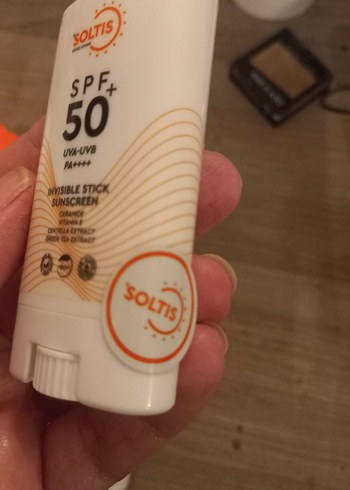 SOLTIS
SPF+
50
UVA-UVB
PA++++
INVISIBLE STICK
SUNSCREEN
CERAMIDE
VITAMIN E
CENTELLA EXTRACT
GREEN TEA EXTRACT
SOLTIS